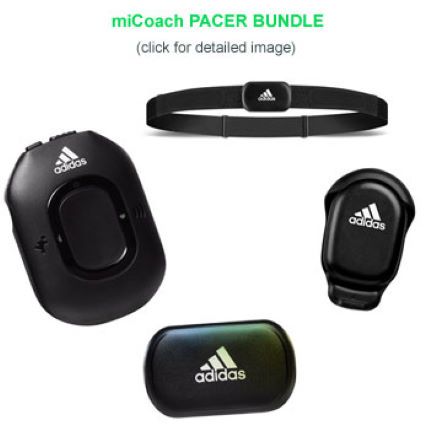 miCoach PACER BUNDLE
(click for detailed image)
adidas
adidas
adidas
adidas